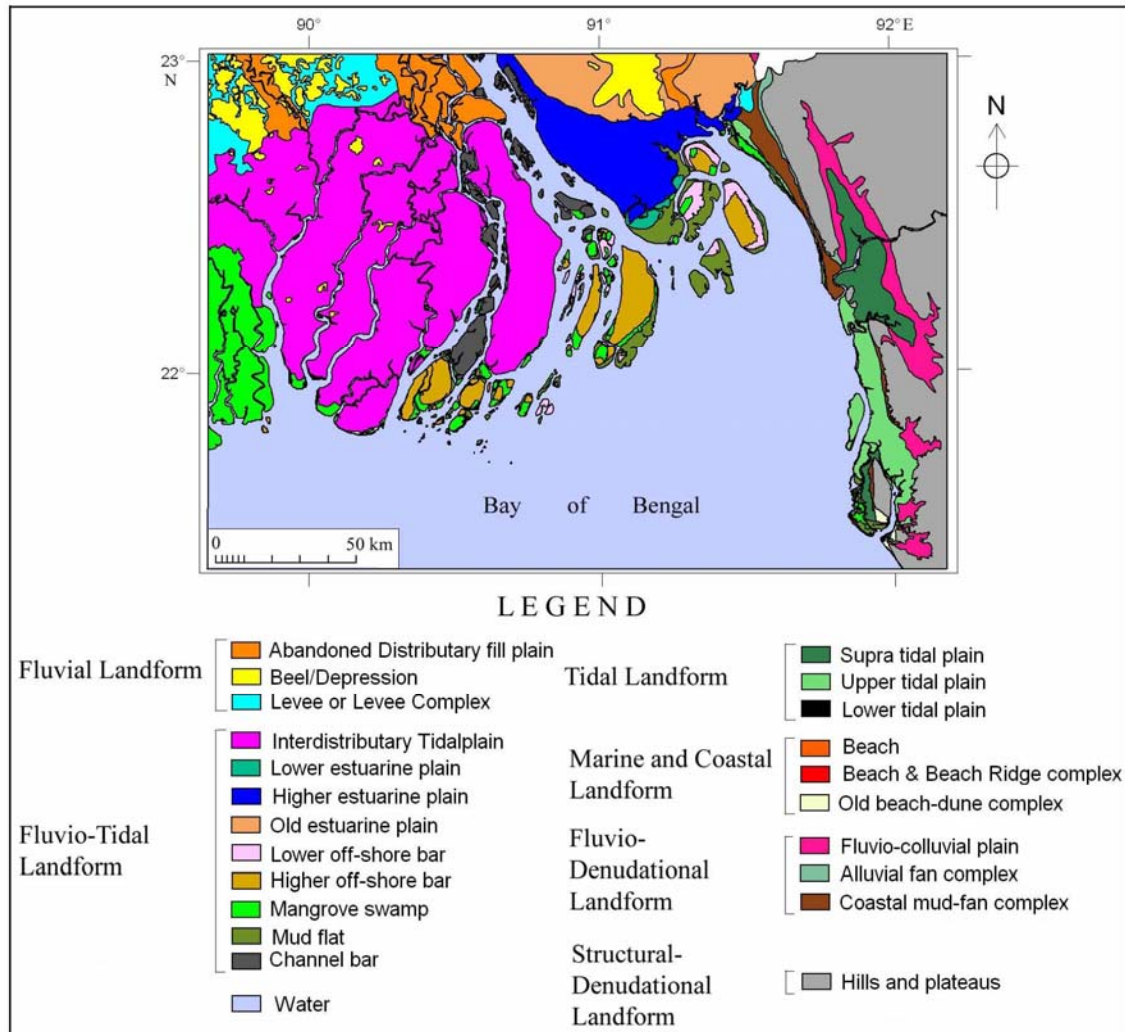 90° 91° 92°E
23°
N
N
22°
Bay of Bengal
0 50 km
90° 91° 92°
LEGEND
Fluvial Landform
Abandoned Distributary fill plain
Beel/Depression
Levee or Levee Complex
Fluvio-Tidal
Landform
Interdistributary Tidalplain
Lower estuarine plain
Higher estuarine plain
Old estuarine plain
Lower off-shore bar
Higher off-shore bar
Mangrove swamp
Mud flat
Channel bar
Water
Tidal Landform
Supra tidal plain
Upper tidal plain
Lower tidal plain
Marine and Coastal
Landform
Beach
Beach & Beach Ridge complex
Old beach-dune complex
Fluvio-
Denudational
Landform
Fluvio-colluvial plain
Alluvial fan complex
Coastal mud-fan complex
Structural-
Denudational
Landform
Hills and plateaus